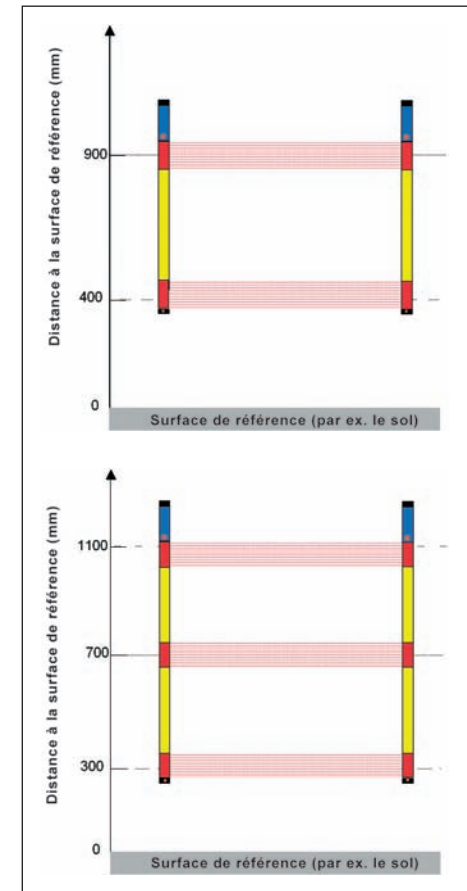 Distance à la surface de référence (mm)
900
400
0
Surface de référence (par ex. le sol)
Distance à la surface de référence (mm)
1100
700
300
0
Surface de référence (par ex. le sol)